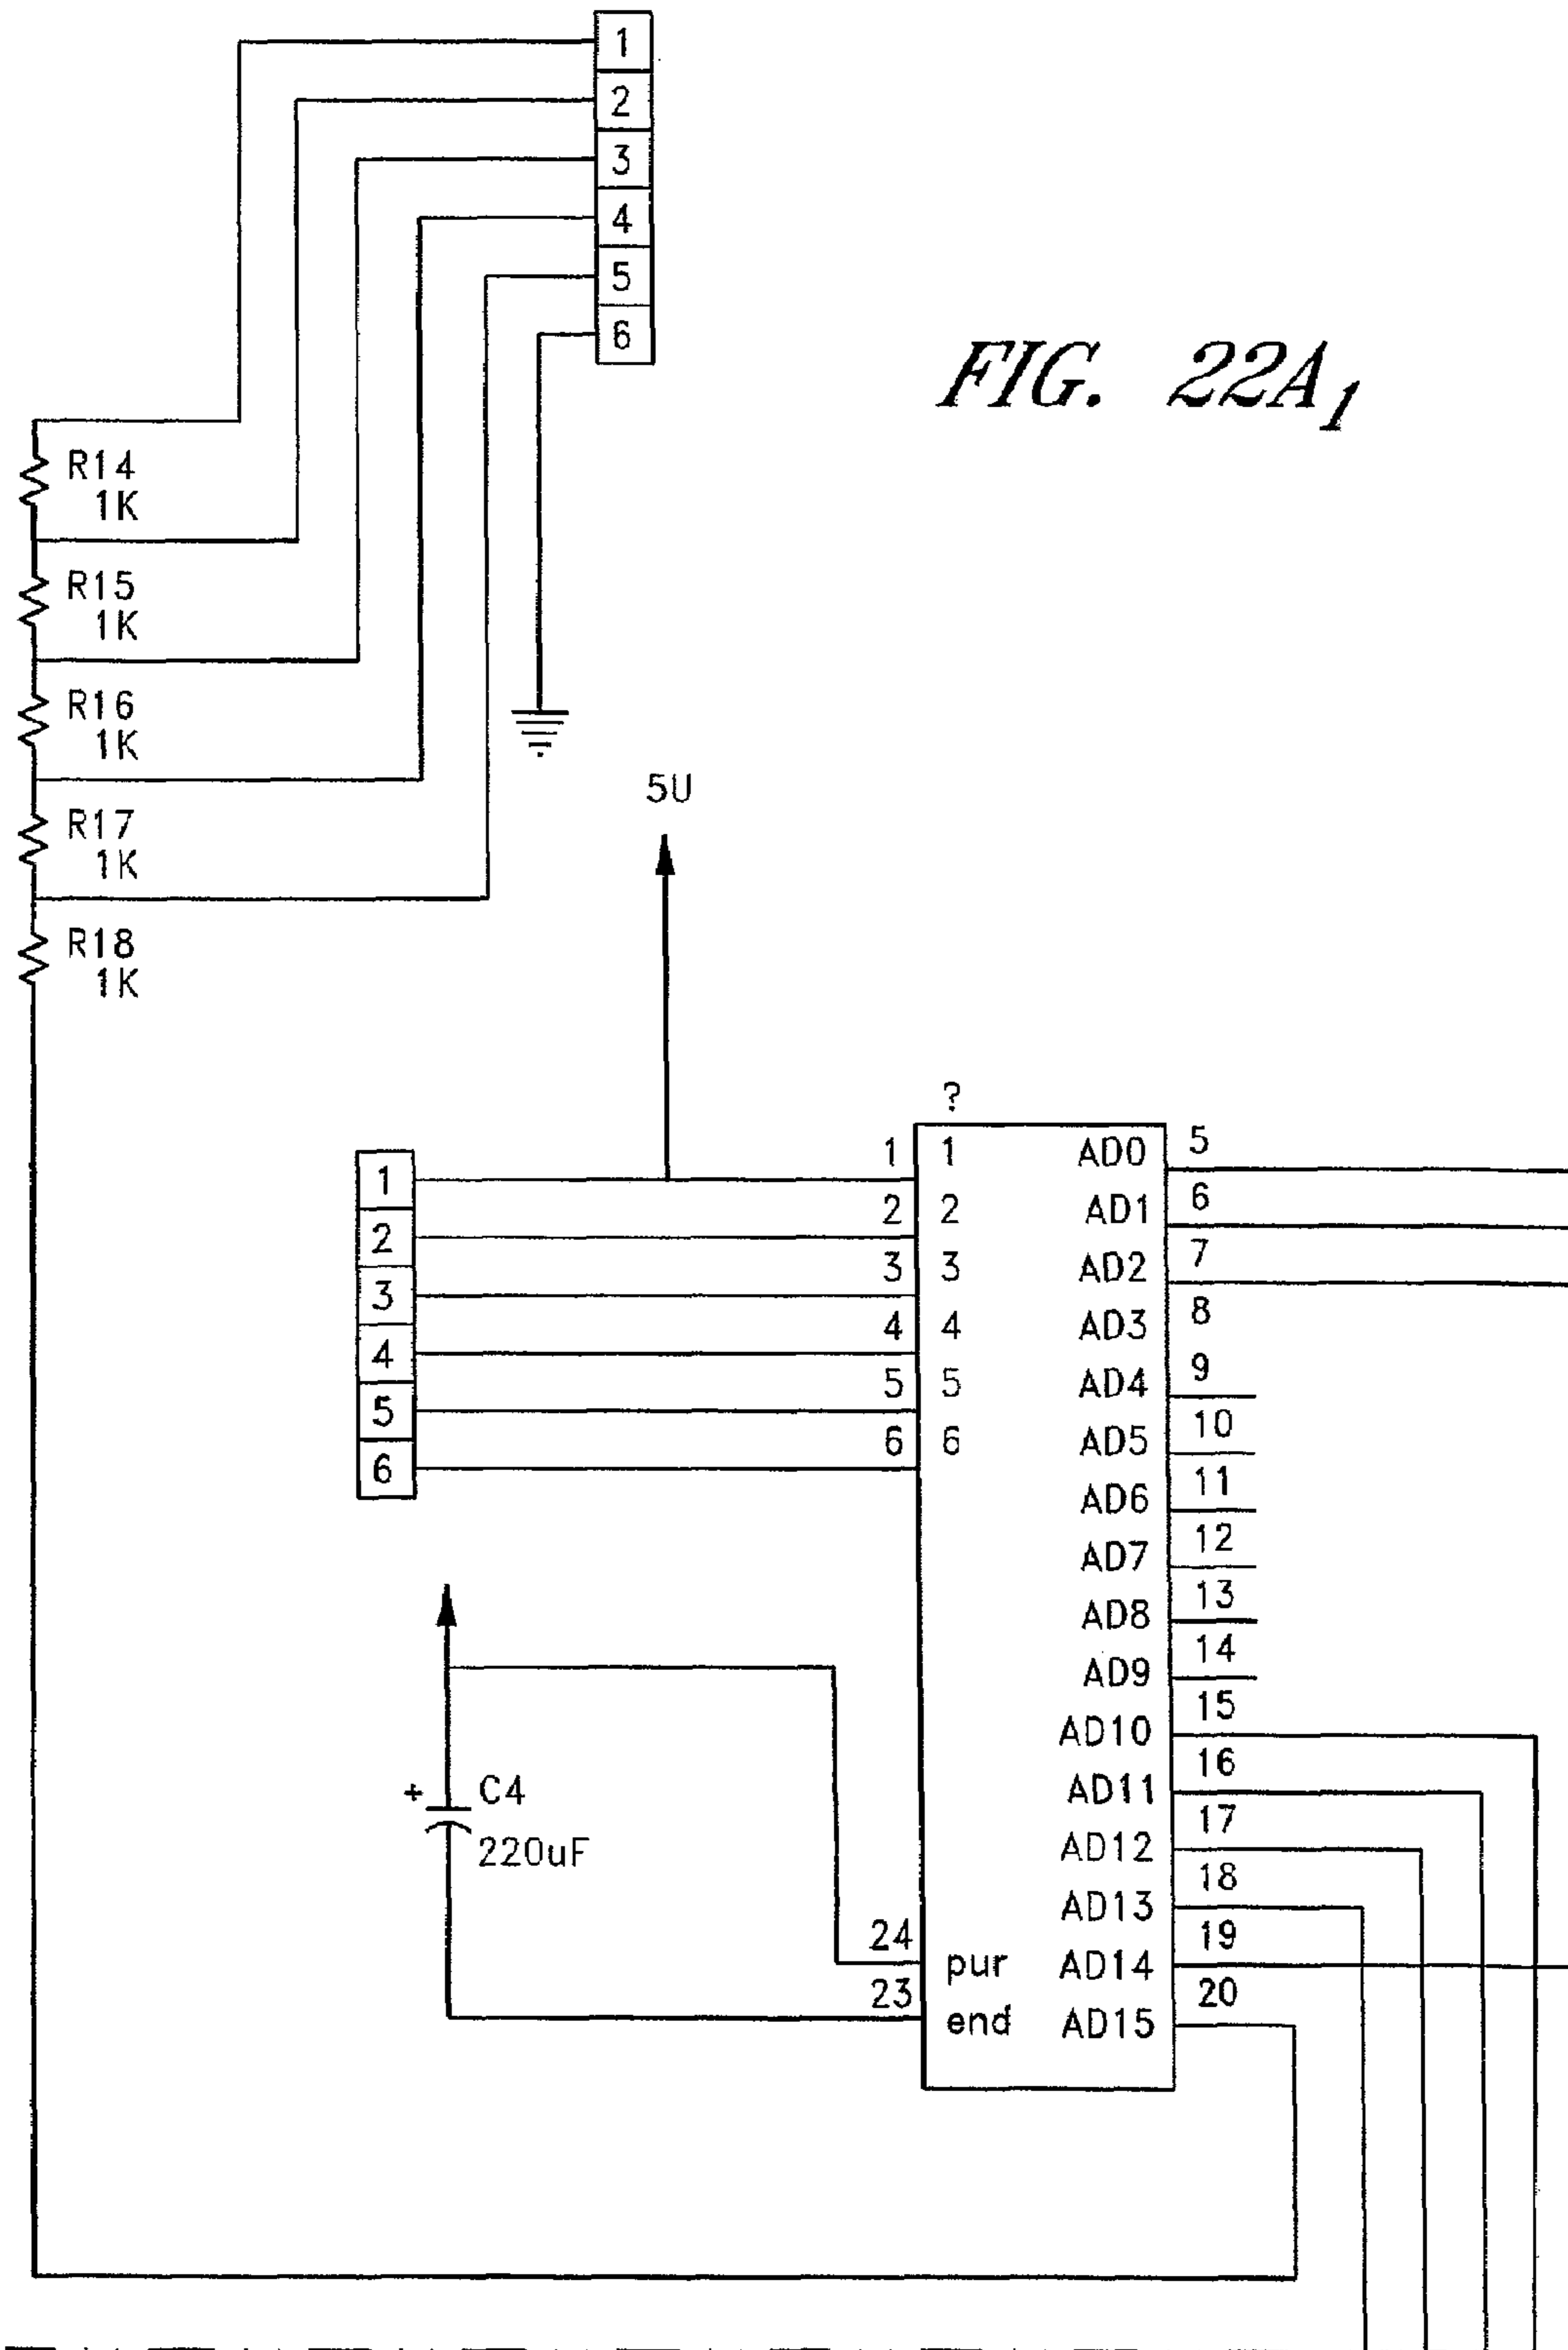 1
2
3
4
5
6
FIG. 22A1
R14
1K
R15
1K
R16
1K
R17
1K
R18
1K
5U
?
1
2
3
4
5
6
1 1 AD0 5
2 2 AD1 6
3 3 AD2 7
4 4 AD3 8
5 5 AD4 9
6 6 AD5 10
AD6 11
AD7 12
AD8 13
AD9 14
AD10 15
AD11 16
AD12 17
AD13 18
24 pur AD14 19
23 end AD15 20
+ C4
220uF